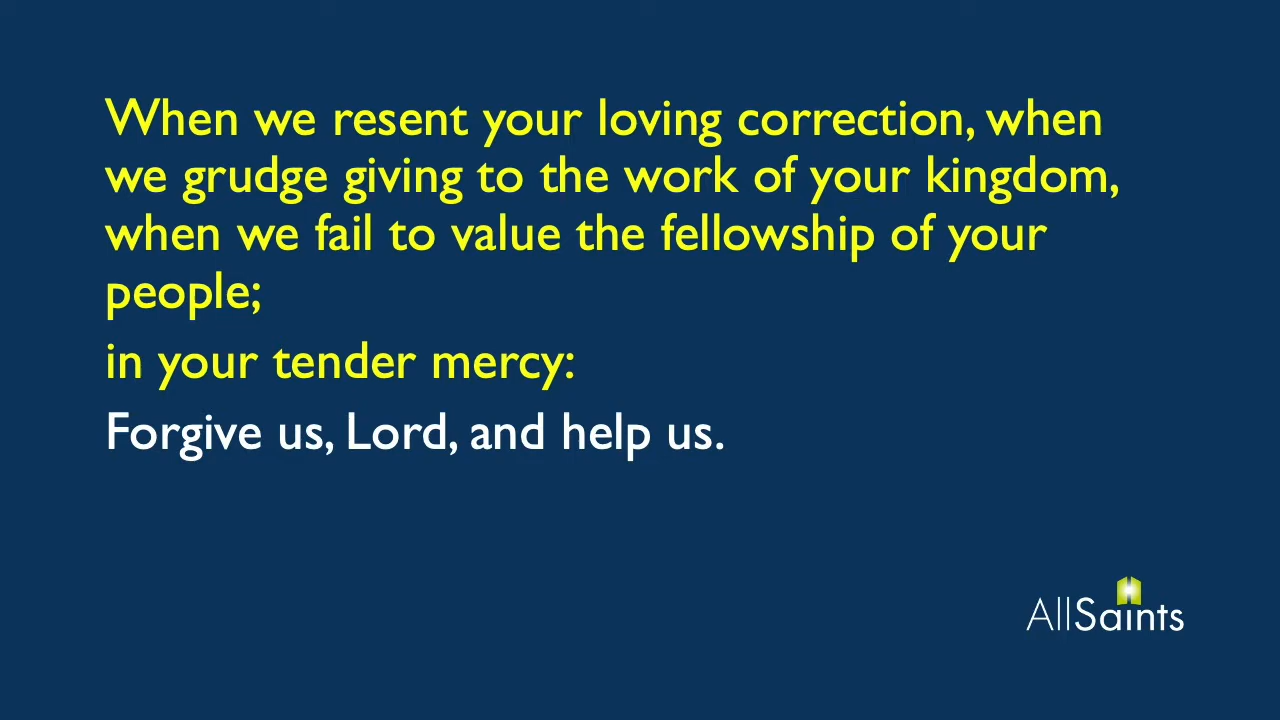 When we resent your loving correction, when
we grudge giving to the work of your kingdom,
when we fail to value the fellowship of your
people;
in your tender mercy:
Forgive us, Lord, and help us.
AllSaints